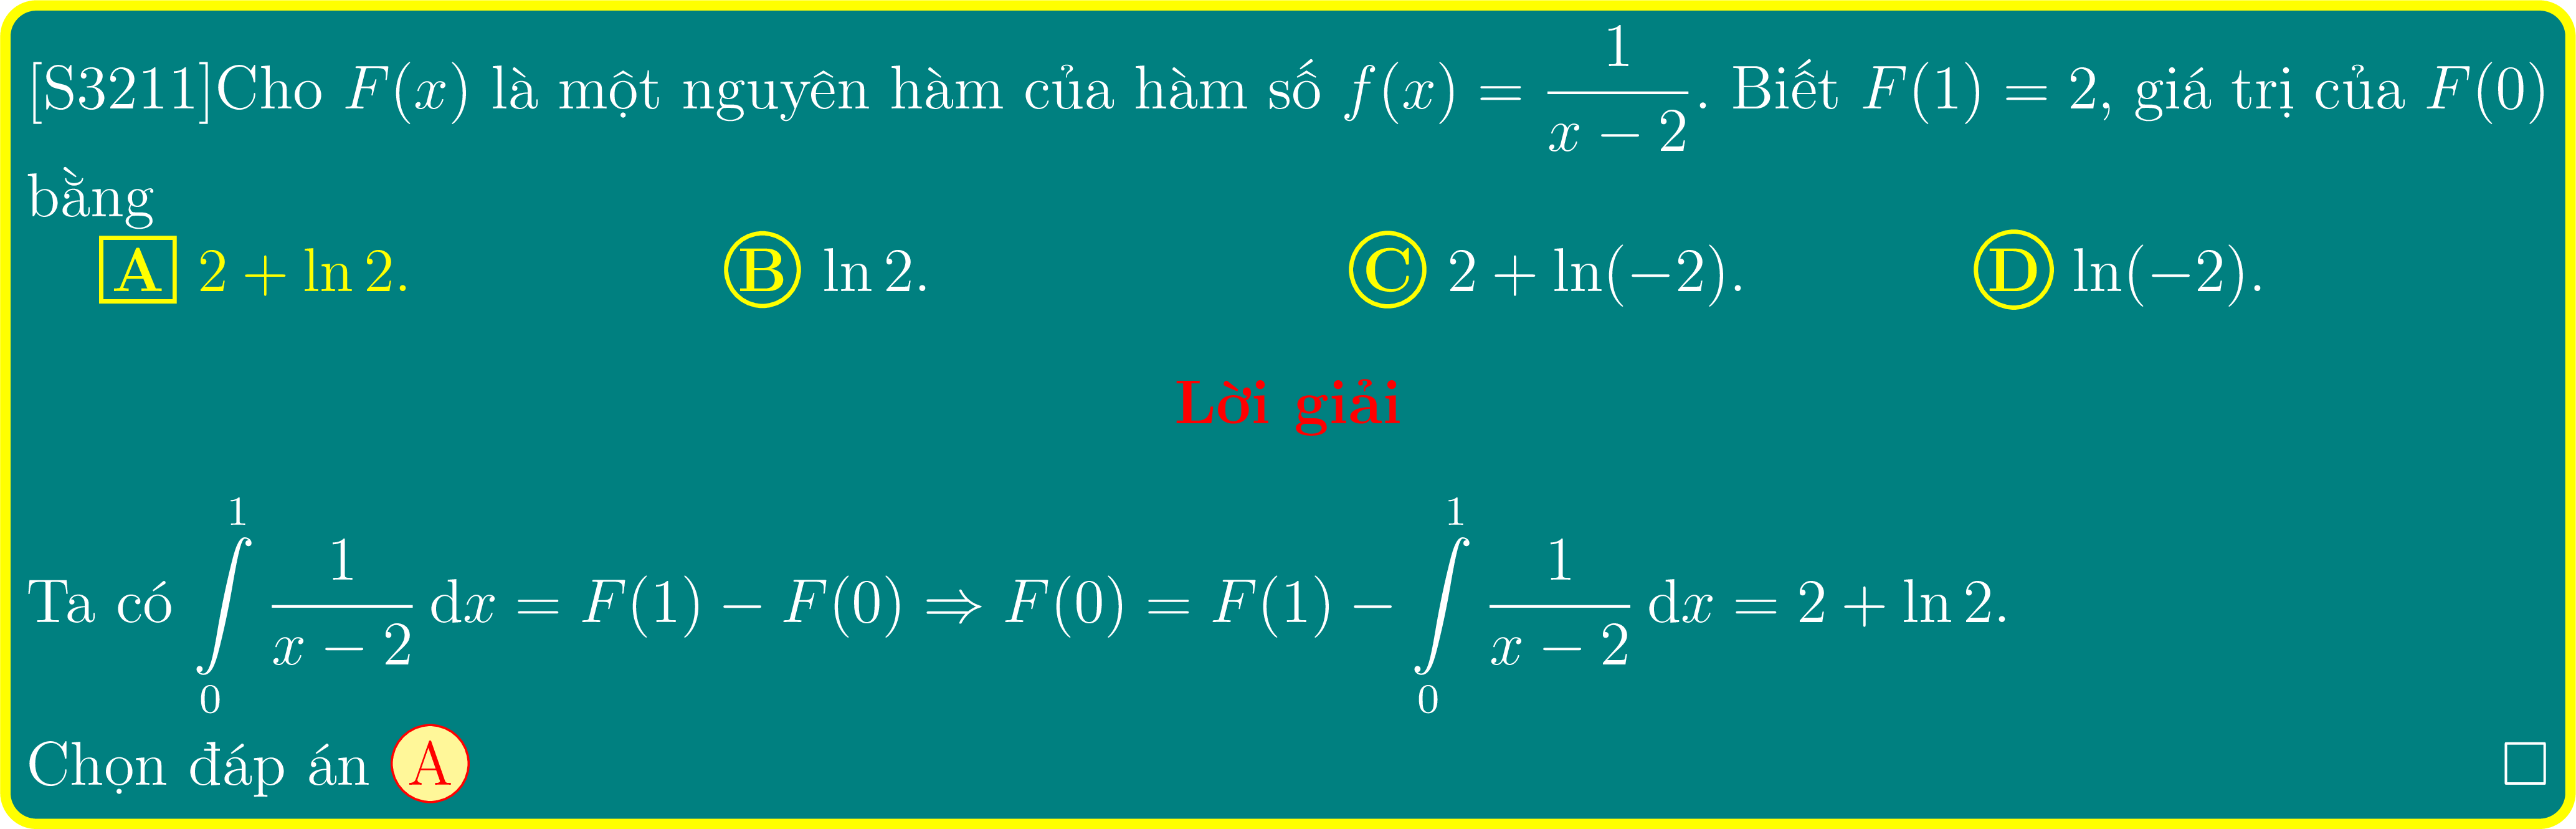 [S3211]Cho F(x) là một nguyên hàm của hàm số f(x) = \frac{1}{x − 2}. Biết F(1) = 2, giá trị của F(0)
bằng
A 2 + ln 2. B ln 2. C 2 + ln(−2). D ln(−2).
Lời giải
Ta có \int_0^1 \frac{1}{x − 2} dx = F(1) − F(0) ⇒ F(0) = F(1) − \int_0^1 \frac{1}{x − 2} dx = 2 + ln 2.
Chọn đáp án A □